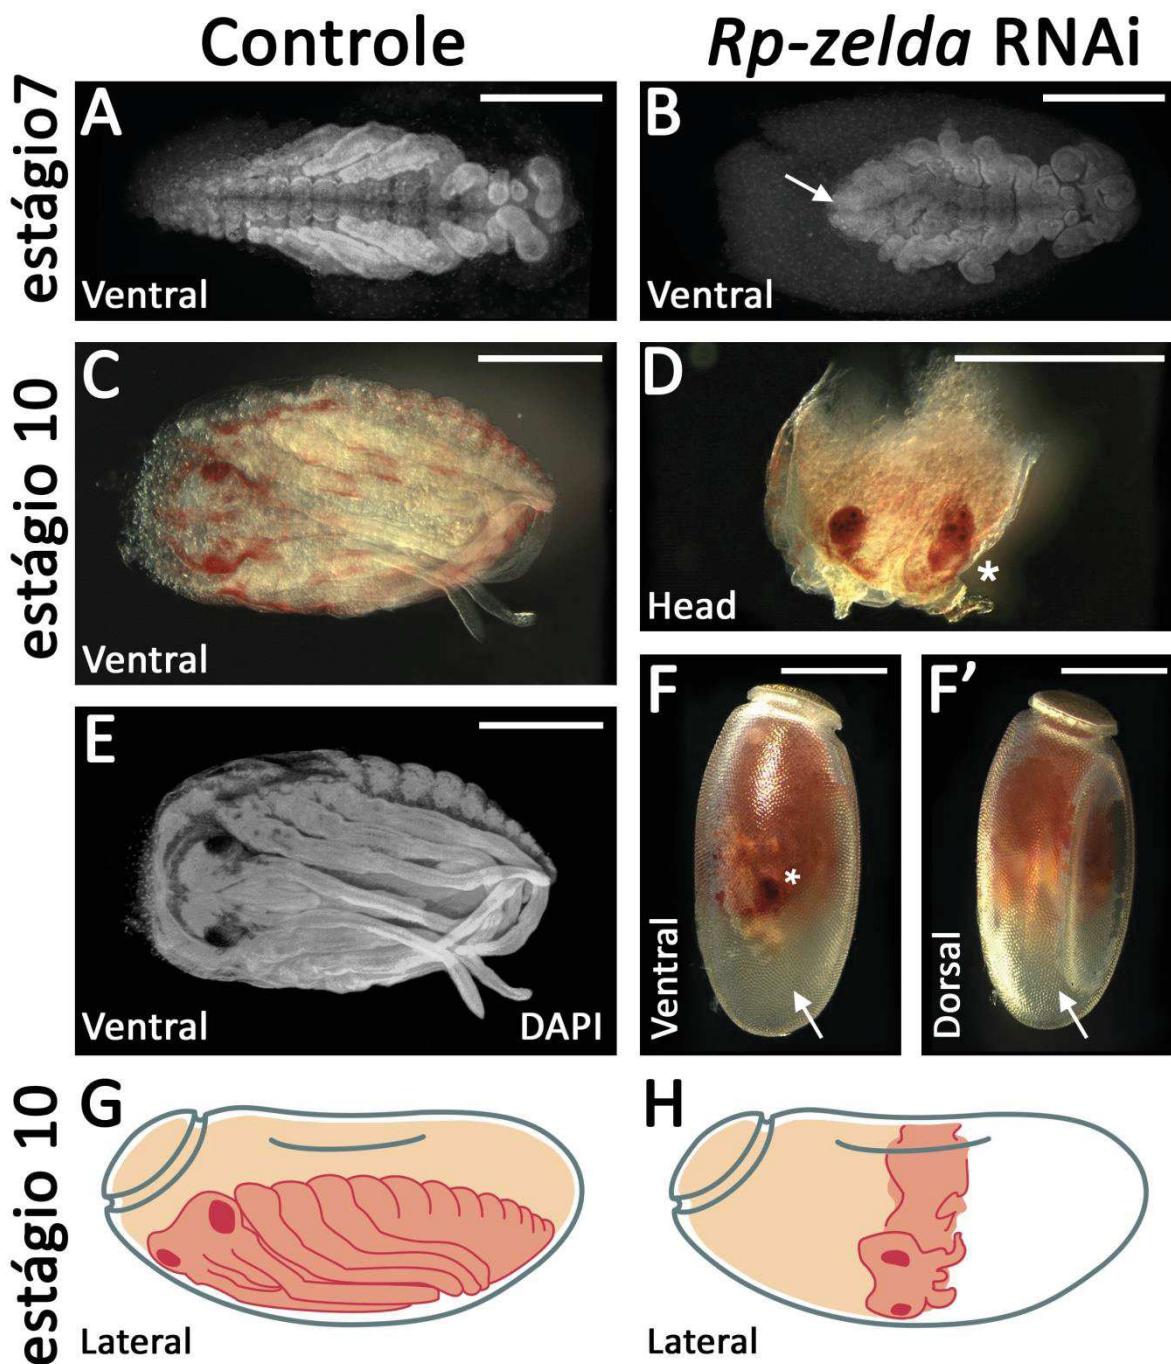 Controle
Rp-zelda RNAi
estágio7
A
Ventral
B
Ventral
estágio 10
C
Ventral
D
*
Head
E
Ventral
DAPI
F
*
Ventral
F'
Dorsal
estágio 10
G
Lateral
H
Lateral